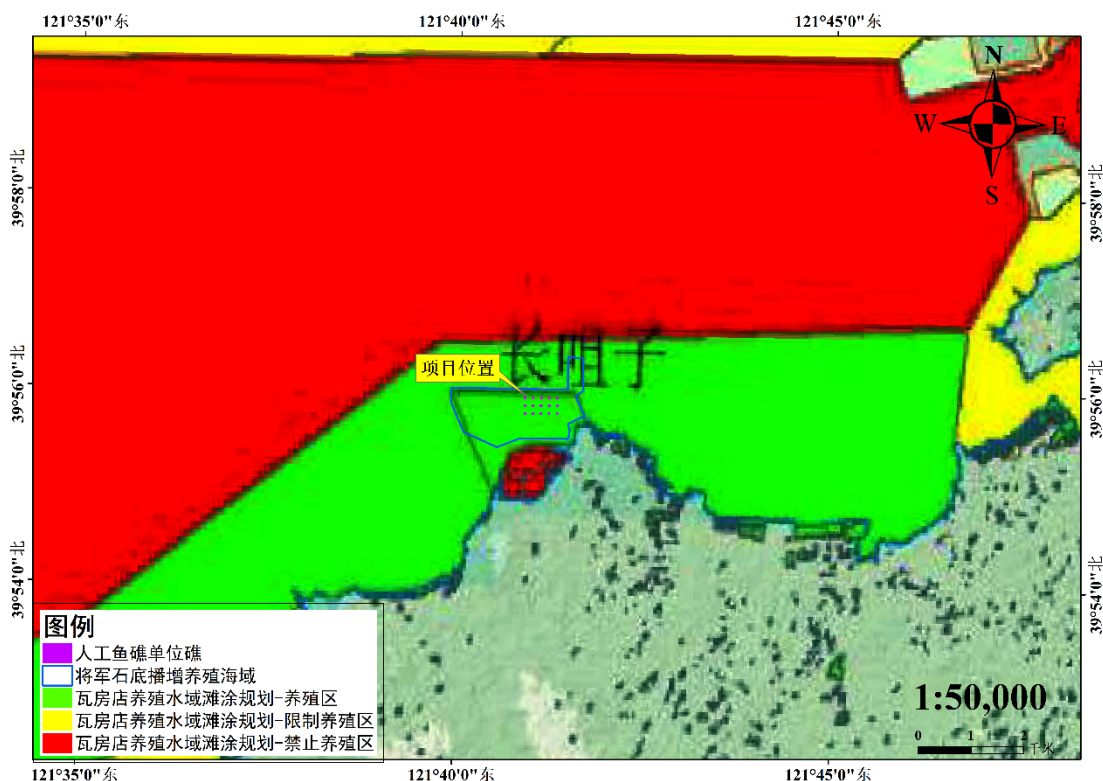 121°35'0"东 121°40'0"东 121°45'0"东
N
W E
S
39°58'0"北 39°58'0"北
项目位置
39°56'0"北 39°56'0"北
39°54'0"北 39°54'0"北
图例
人工鱼礁单位礁
将军石底播增养殖海域
瓦房店养殖水域滩涂规划-养殖区
瓦房店养殖水域滩涂规划-限制养殖区
瓦房店养殖水域滩涂规划-禁止养殖区
1:50,000
0 1 2
千米
121°35'0"东 121°40'0"东 121°45'0"东